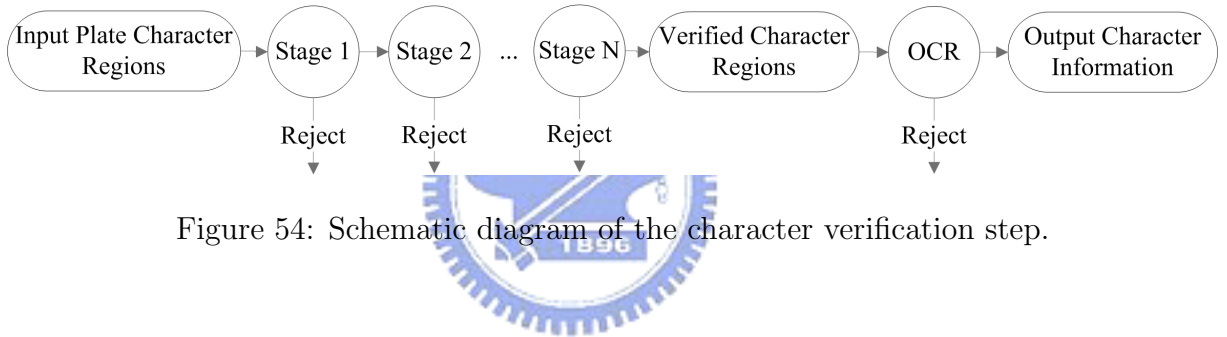 Input Plate Character
Regions
Stage 1
Stage 2
...
Stage N
Verified Character
Regions
OCR
Output Character
Information
Reject
Reject
Reject
Reject
Figure 54: Schematic diagram of the character verification step.
1896